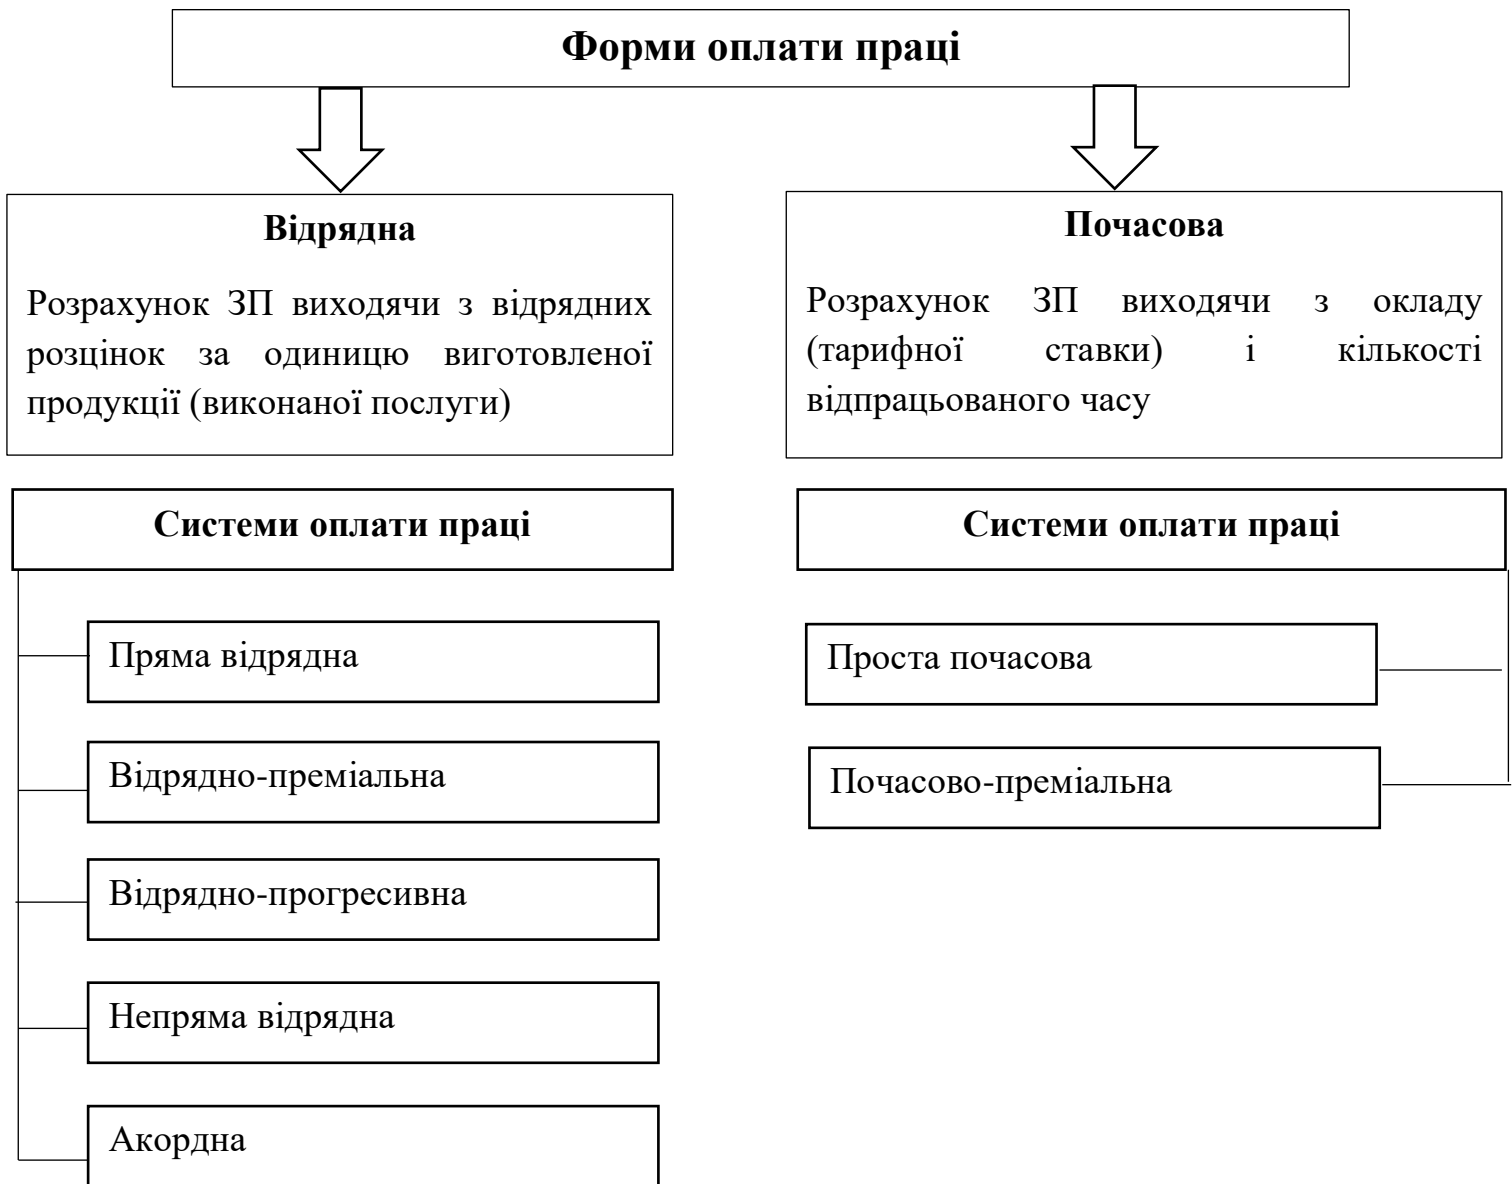 Форми оплати праці
Відрядна
Розрахунок ЗП виходячи з відрядних
розцінок за одиницю виготовленої
продукції (виконаної послуги)
Почасова
Розрахунок ЗП виходячи з окладу
(тарифної ставки) і кількості
відпрацьованого часу
Системи оплати праці
Пряма відрядна
Відрядно-преміальна
Відрядно-прогресивна
Непряма відрядна
Акордна
Системи оплати праці
Проста почасова
Почасово-преміальна